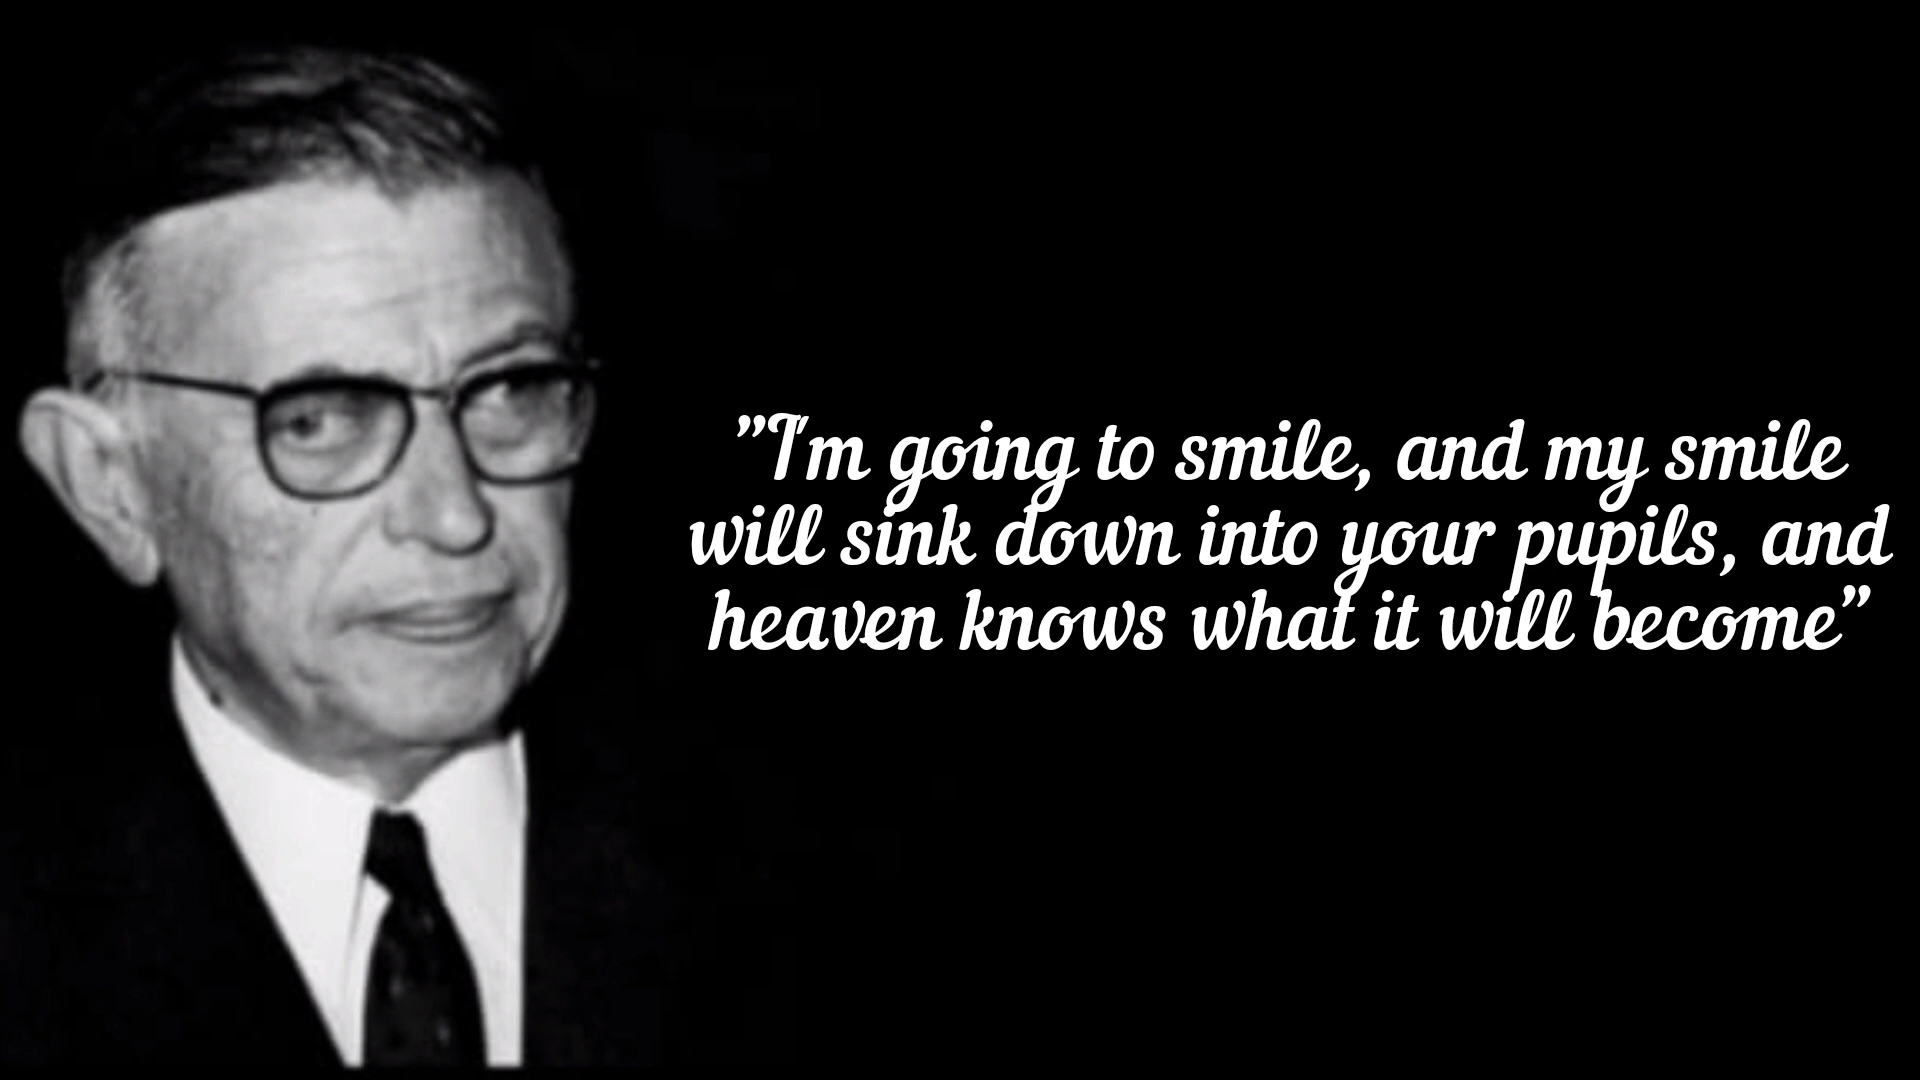 ”I'm going to smile, and my smile
will sink down into your pupils, and
heaven knows what it will become”